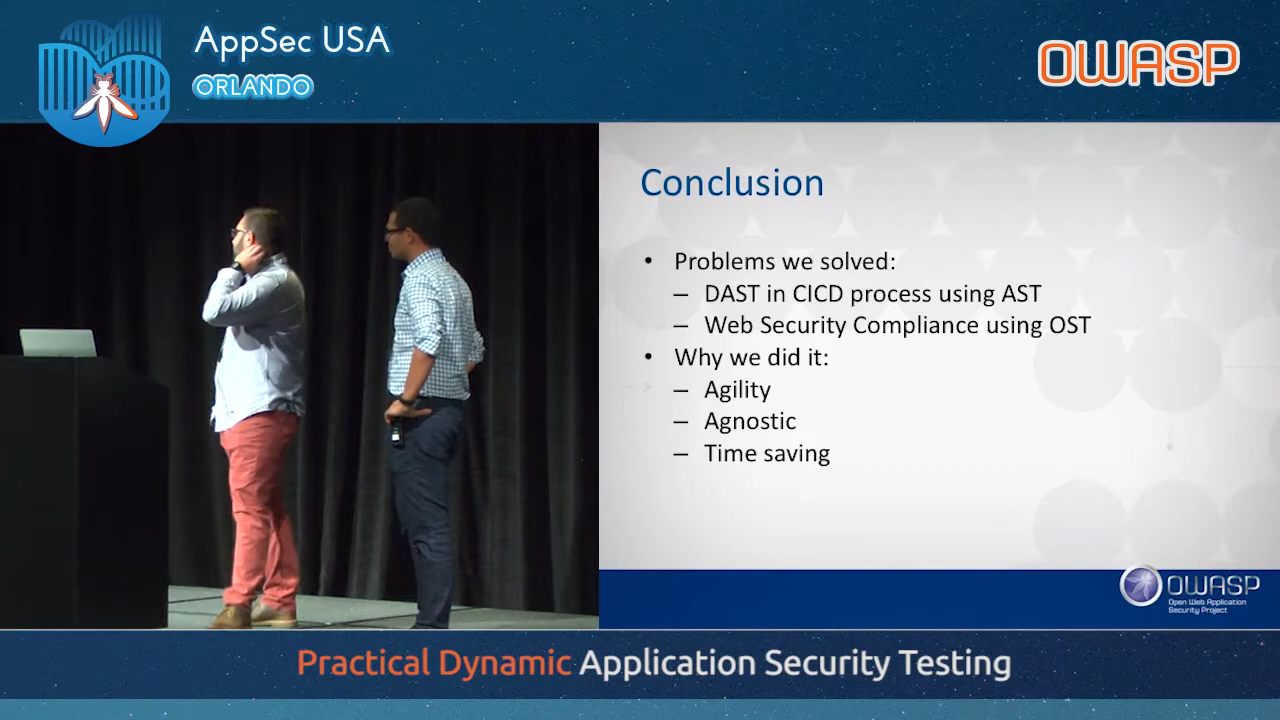 AppSec USA
ORLANDO
OWASP
Conclusion
• Problems we solved:
– DAST in CICD process using AST
– Web Security Compliance using OST
• Why we did it:
– Agility
– Agnostic
– Time saving
OWASP
Open Web Application
Security Project
Practical Dynamic Application Security Testing